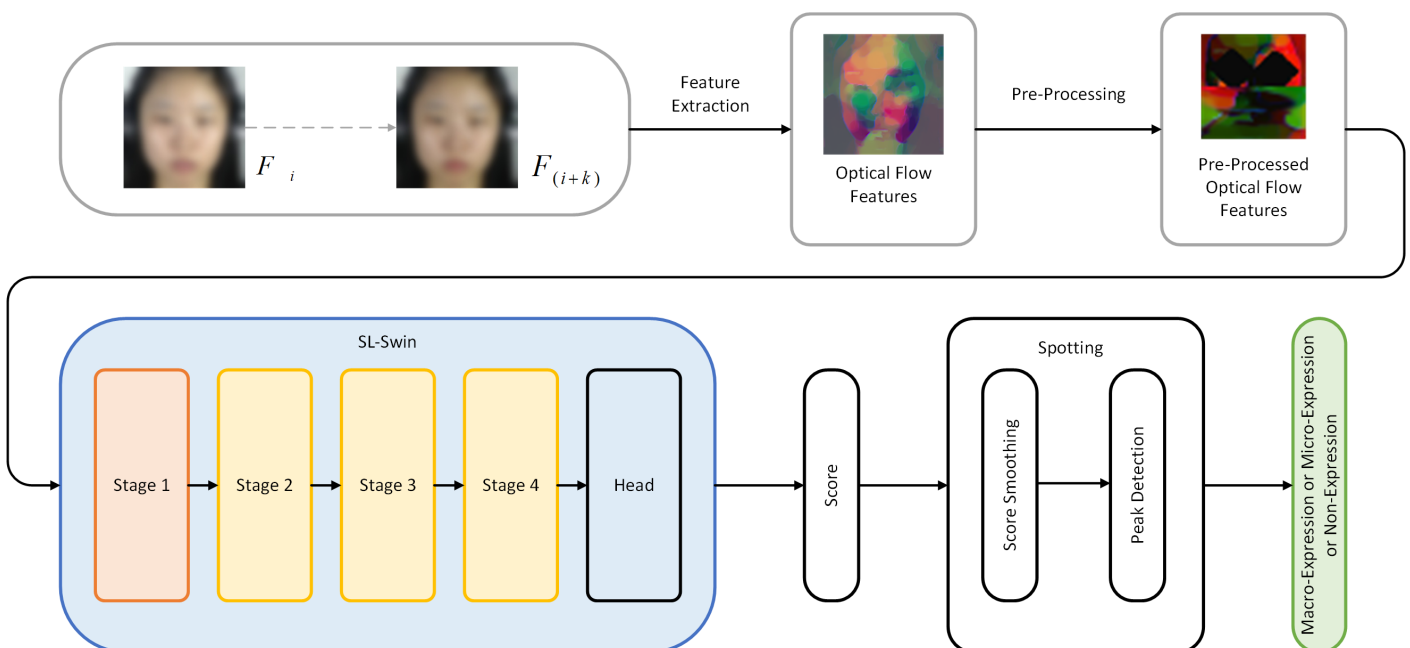 Feature
Extraction
Pre-Processing
F i
F (i+k)
Optical Flow
Features
Pre-Processed
Optical Flow
Features
SL-Swin
Stage 1
Stage 2
Stage 3
Stage 4
Head
Score
Spotting
Score Smoothing
Peak Detection
Macro-Expression or Micro-Expression
or Non-Expression